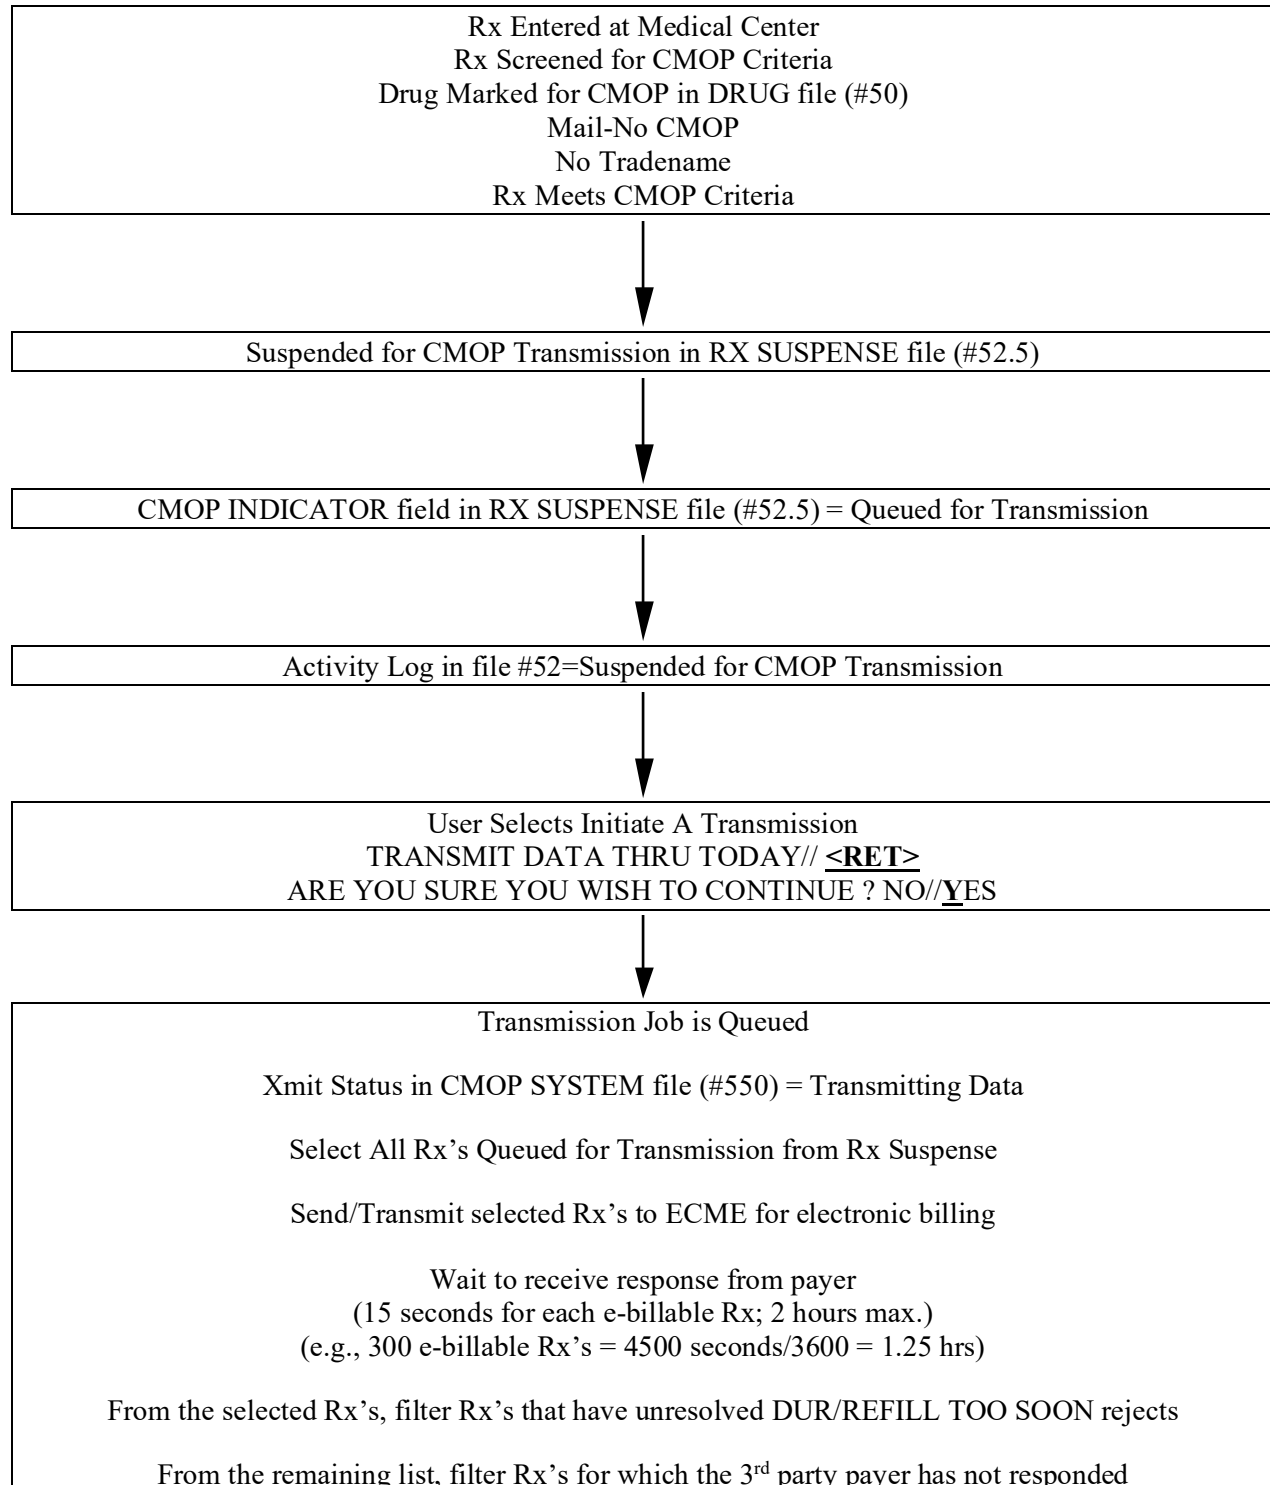 Rx Entered at Medical Center
Rx Screened for CMOP Criteria
Drug Marked for CMOP in DRUG file (#50)
Mail-No CMOP
No Tradename
Rx Meets CMOP Criteria
Suspended for CMOP Transmission in RX SUSPENSE file (#52.5)
CMOP INDICATOR field in RX SUSPENSE file (#52.5) = Queued for Transmission
Activity Log in file #52=Suspended for CMOP Transmission
User Selects Initiate A Transmission
TRANSMIT DATA THRU TODAY// <RET>
ARE YOU SURE YOU WISH TO CONTINUE ? NO//YES
Transmission Job is Queued
Xmit Status in CMOP SYSTEM file (#550) = Transmitting Data
Select All Rx’s Queued for Transmission from Rx Suspense
Send/Transmit selected Rx’s to ECME for electronic billing
Wait to receive response from payer
(15 seconds for each e-billable Rx; 2 hours max.)
(e.g., 300 e-billable Rx’s = 4500 seconds/3600 = 1.25 hrs)
From the selected Rx’s, filter Rx’s that have unresolved DUR/REFILL TOO SOON rejects
From the remaining list, filter Rx’s for which the 3rd party payer has not responded